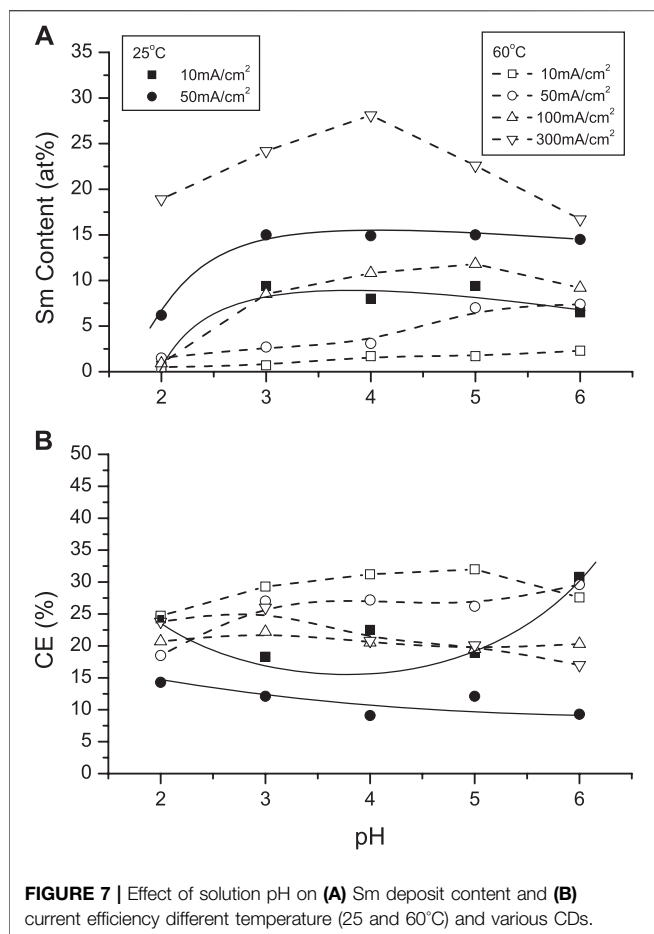 A
25°C
10mA/cm²
50mA/cm²
60°C
10mA/cm²
50mA/cm²
100mA/cm²
300mA/cm²
35
30
25
20
15
10
5
0
Sm Content (at%)
2 3 4 5 6
B
50
45
40
35
30
25
20
15
10
5
0
CE (%)
2 3 4 5 6
pH
FIGURE 7 | Effect of solution pH on (A) Sm deposit content and (B)
current efficiency different temperature (25 and 60°C) and various CDs.